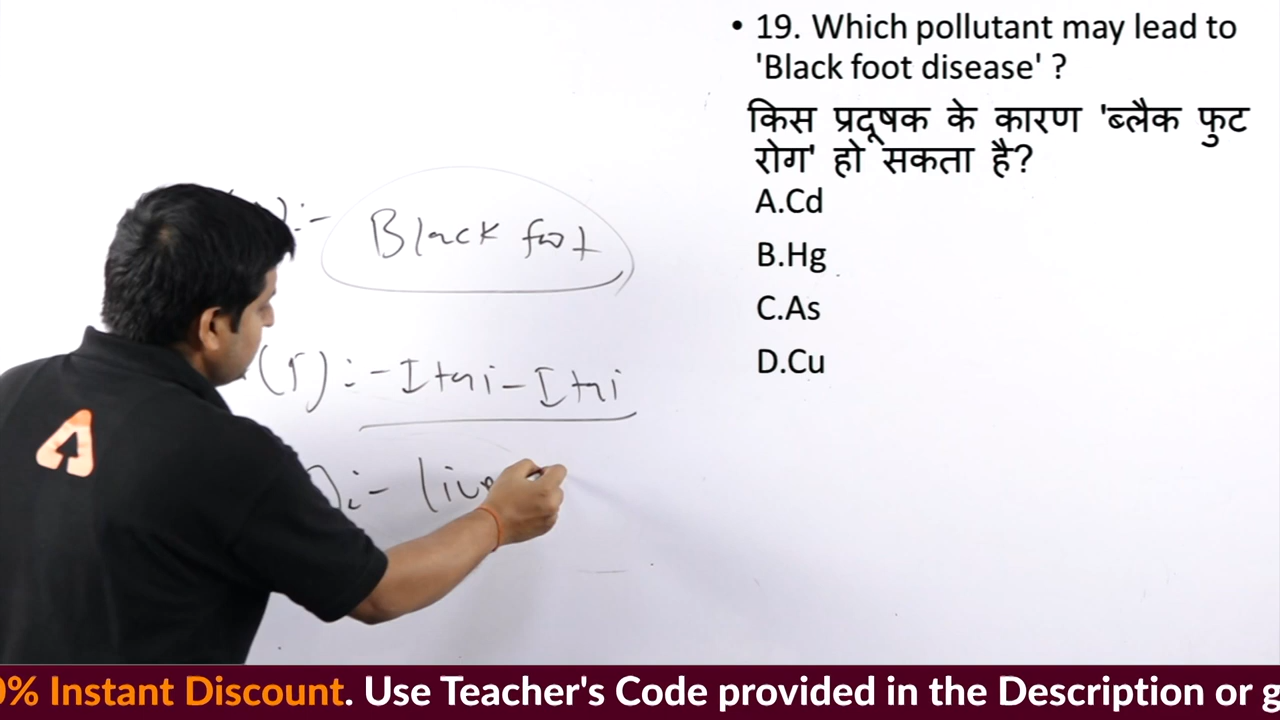 • 19. Which pollutant may lead to
'Black foot disease' ?
किस प्रदूषक के कारण 'ब्लैक फुट
रोग' हो सकता है?
A.Cd
B.Hg
C.As
D.Cu
:- Black foot
:- Itai-Itai
:-
0% Instant Discount. Use Teacher's Code provided in the Description or g